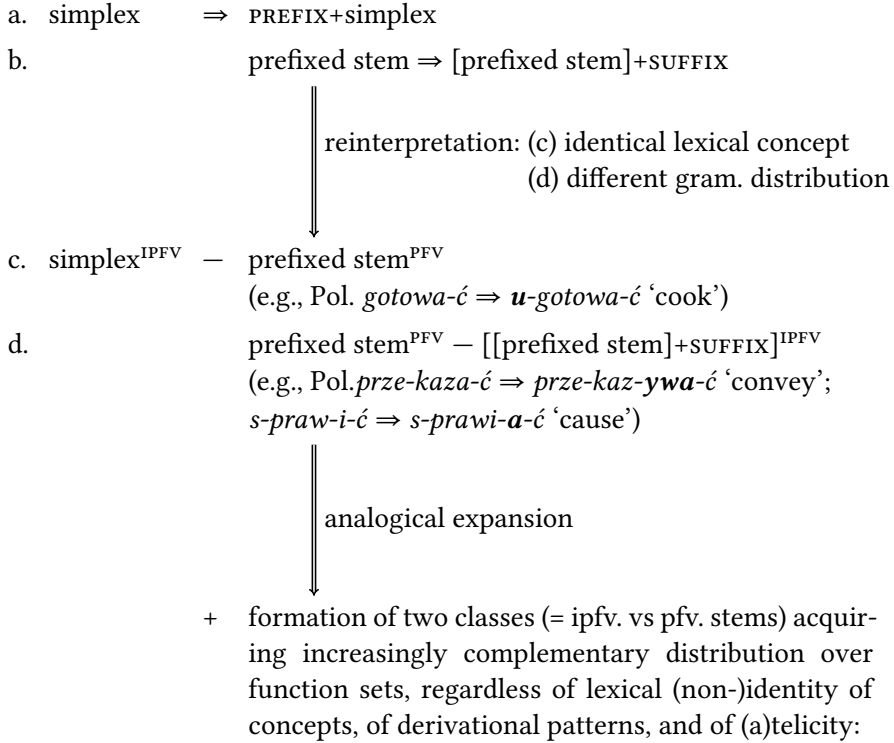 a. simplex ⇒ PREFIX+simplex
b. prefixed stem ⇒ [prefixed stem]+SUFFIX
reinterpretation: (c) identical lexical concept
(d) different gram. distribution
c. simplex^IPFV — prefixed stem^PFV
(e.g., Pol. gotowa-ć ⇒ u-gotowa-ć ‘cook’)
d. prefixed stem^PFV — [[prefixed stem]+SUFFIX]^IPFV
(e.g., Pol.prze-kaza-ć ⇒ prze-kaz-ywa-ć ‘convey’;
s-praw-i-ć ⇒ s-prawi-a-ć ‘cause’)
analogical expansion
+ formation of two classes (= ipfv. vs pfv. stems) acquir-
ing increasingly complementary distribution over
function sets, regardless of lexical (non-)identity of
concepts, of derivational patterns, and of (a)telicity: